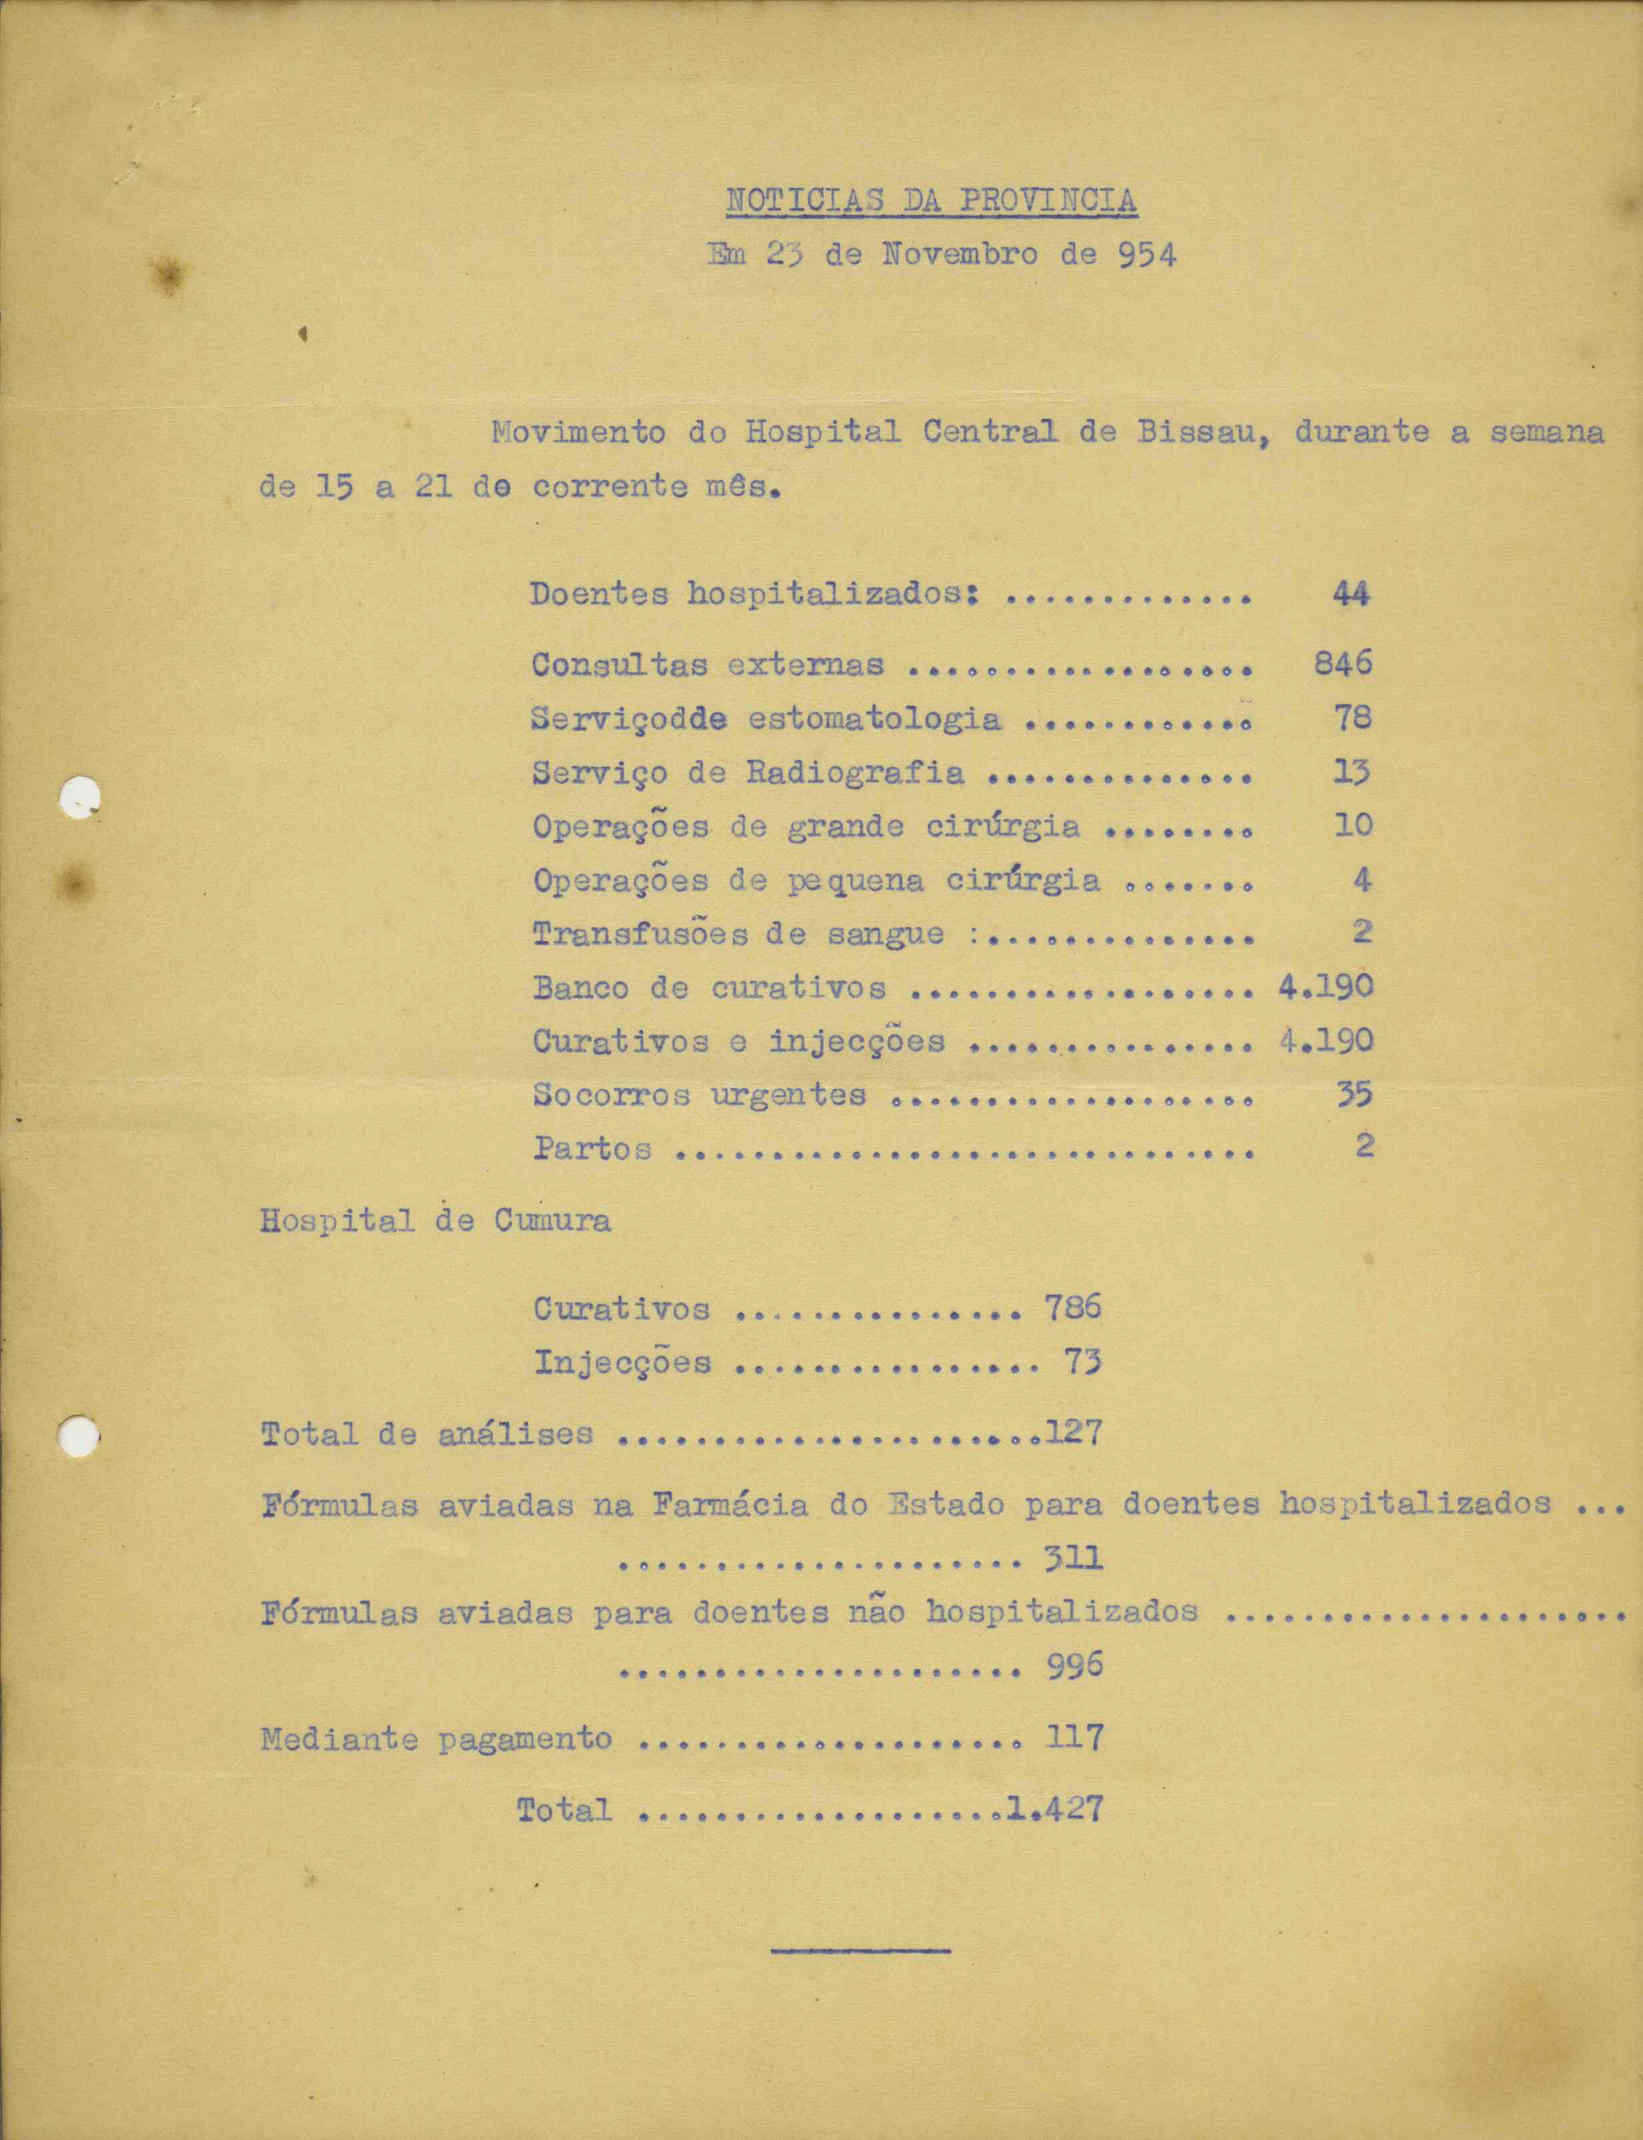 NOTICIAS DA PROVINCIA
Em 23 de Novembro de 954
Movimento do Hospital Central de Bissau, durante a semana
de 15 a 21 do corrente mês.
Doentes hospitalizados: ............. 44
Consultas externas .................. 846
Serviçodde estomatologia ............ 78
Serviço de Radiografia .............. 13
Operações de grande cirúrgia ........ 10
Operações de pequena cirúrgia ....... 4
Transfusões de sangue :.............. 2
Banco de curativos .................. 4.190
Curativos e injecções ............... 4.190
Socorros urgentes ................... 35
Partos .............................. 2
Hospital de Cumura
Curativos ............... 786
Injecções ................ 73
Total de análises ......................127
Fórmulas aviadas na Farmácia do Estado para doentes hospitalizados ...
..................... 311
Fórmulas aviadas para doentes não hospitalizados .....................
..................... 996
Mediante pagamento .................... 117
Total ...................1.427